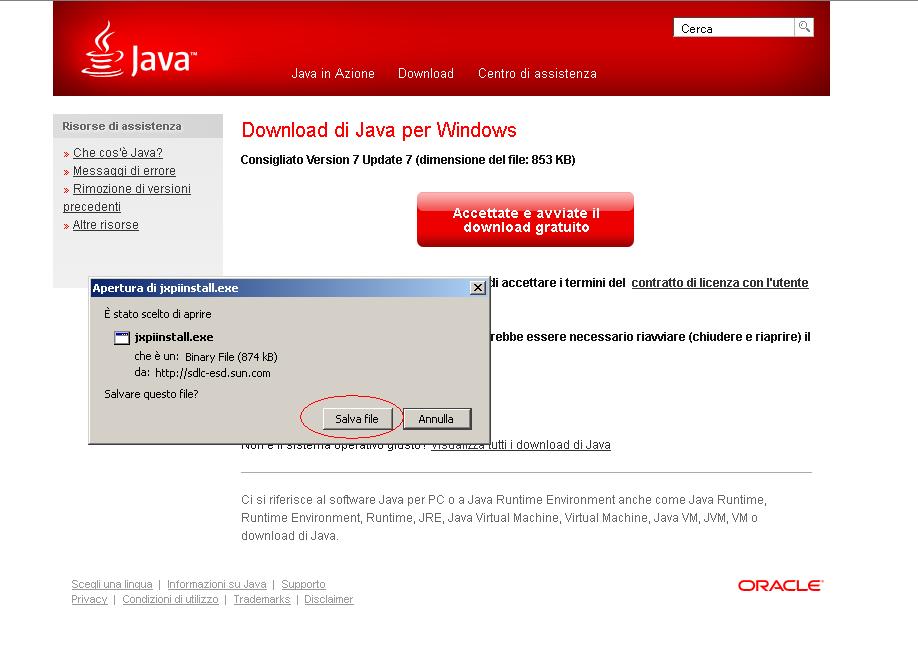 Java™
Cerca
Java in Azione Download Centro di assistenza
Risorse di assistenza
» Che cos'è Java?
» Messaggi di errore
» Rimozione di versioni
precedenti
» Altre risorse
Download di Java per Windows
Consigliato Version 7 Update 7 (dimensione del file: 853 KB)
Accettate e avviate il
download gratuito
di accettare i termini del contratto di licenza con l'utente
rebbe essere necessario riavviare (chiudere e riaprire) il
Apertura di jxpiinstall.exe
È stato scelto di aprire
jxpiinstall.exe
che è un: Binary File (874 kB)
da: http://sdlc-esd.sun.com
Salvare questo file?
Salva file Annulla
Non è il sistema operativo giusto? Visualizza tutti i download di Java
Ci si riferisce al software Java per PC o a Java Runtime Environment anche come Java Runtime,
Runtime Environment, Runtime, JRE, Java Virtual Machine, Virtual Machine, Java VM, JVM, VM o
download di Java.
Scegli una lingua | Informazioni su Java | Supporto
Privacy | Condizioni di utilizzo | Trademarks | Disclaimer
ORACLE